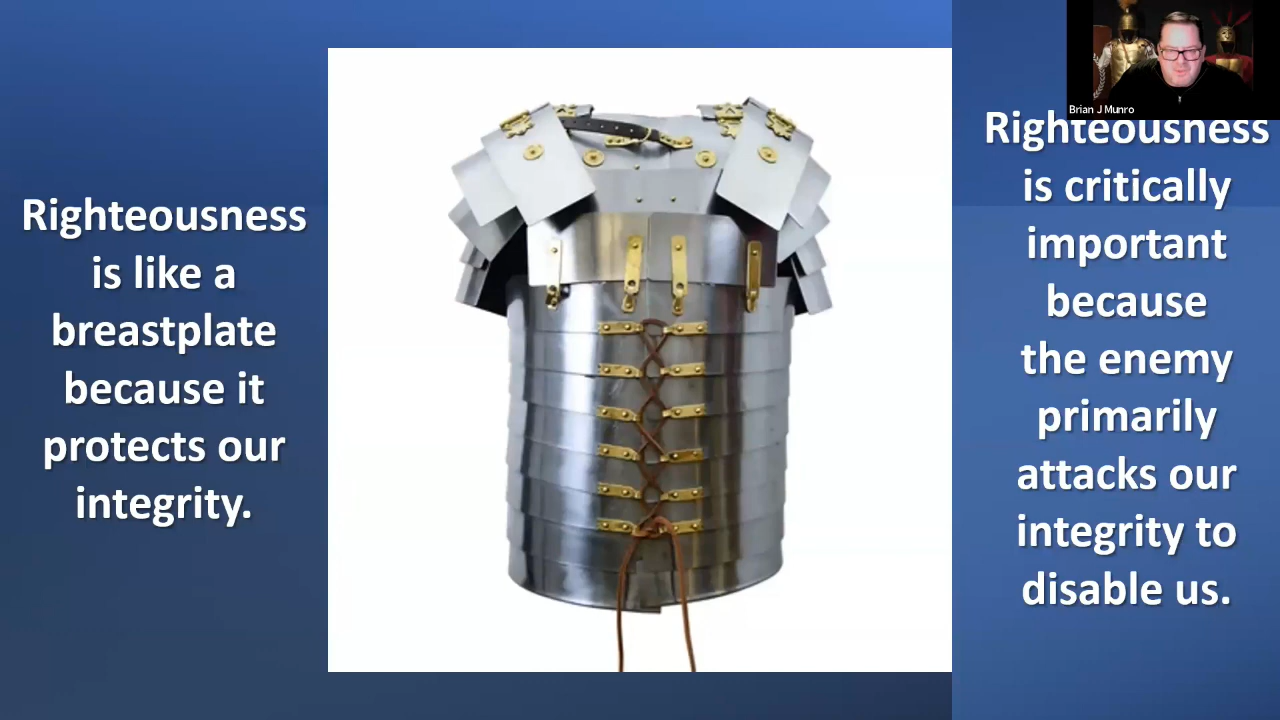 Righteousness
is like a
breastplate
because it
protects our
integrity.
Brian J Munro
Righteousness
is critically
important
because
the enemy
primarily
attacks our
integrity to
disable us.